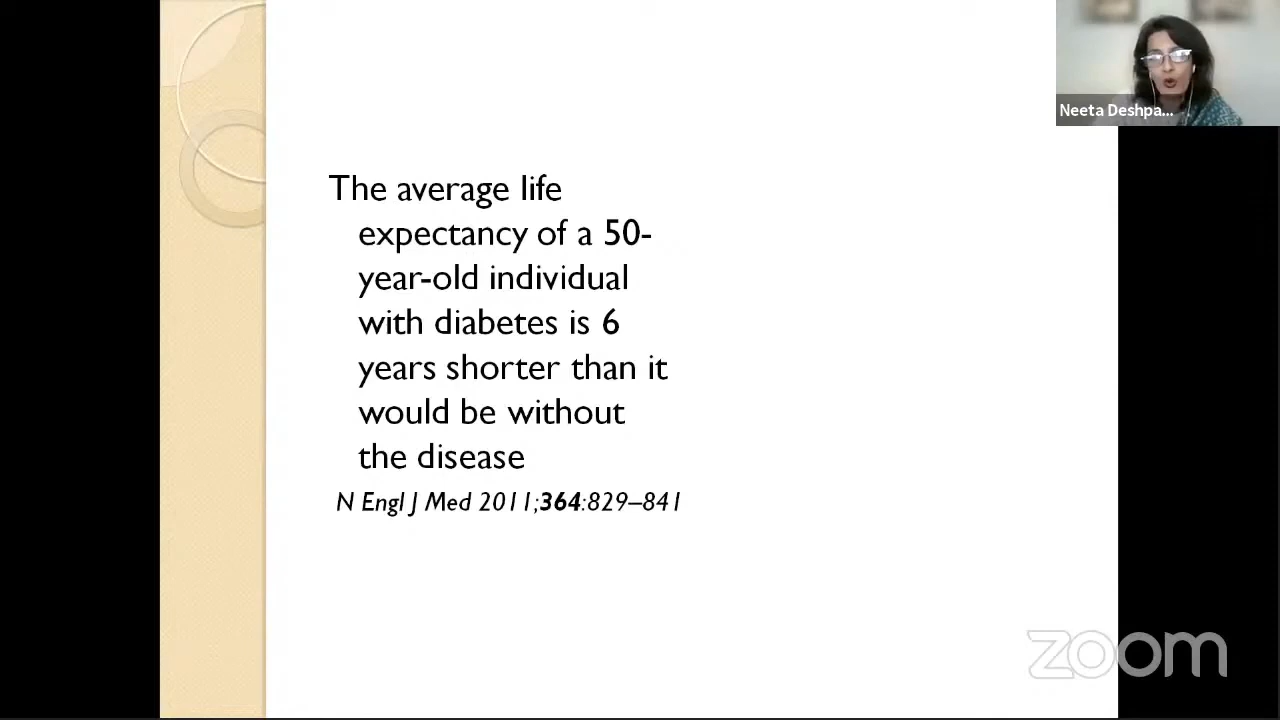 The average life
expectancy of a 50-
year-old individual
with diabetes is 6
years shorter than it
would be without
the disease
N Engl J Med 2011;364:829–841
Neeta Deshpa...
zoom